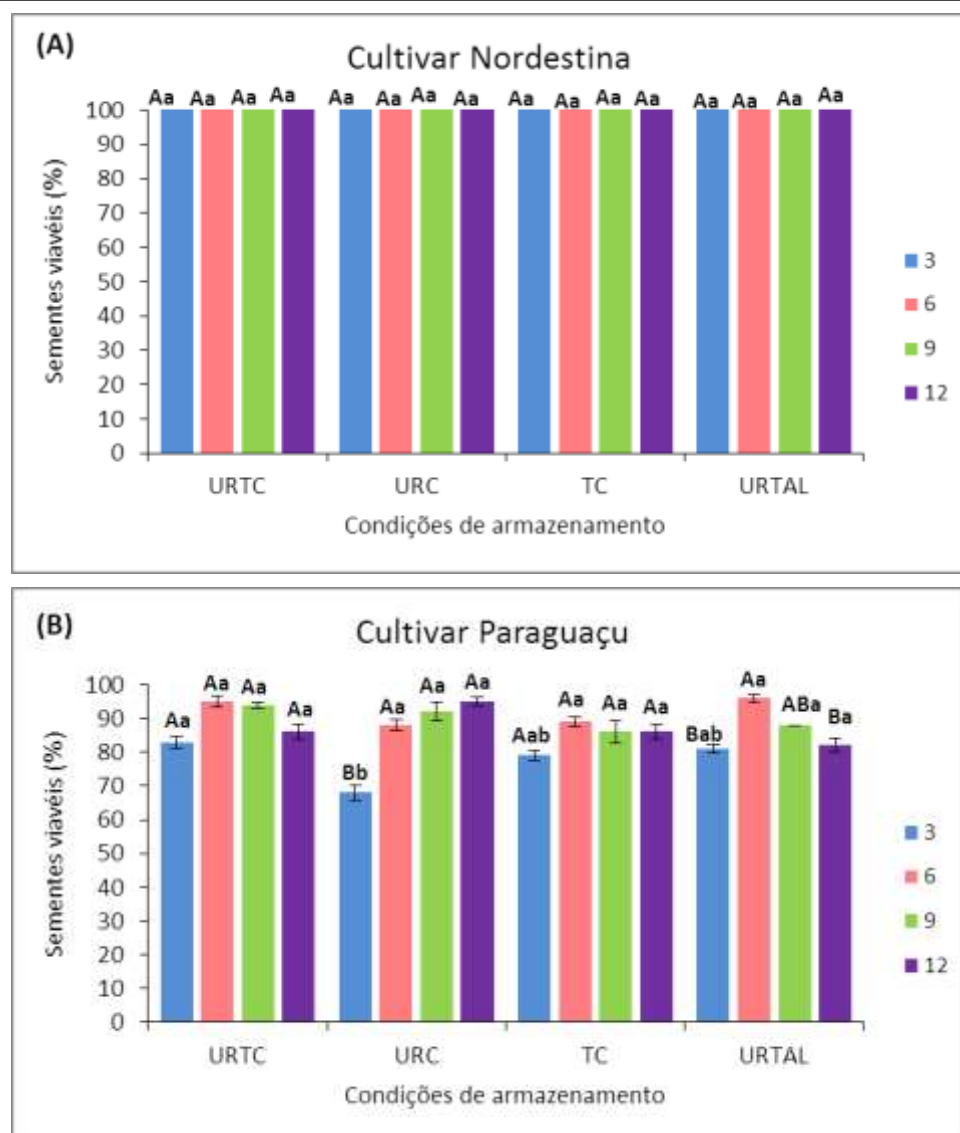 (A)
Cultivar Nordestina
Aa Aa Aa Aa Aa Aa Aa Aa Aa Aa Aa Aa Aa Aa Aa Aa
100
90
80
70
60
50
40
30
20
10
0
Sementes viavéis (%)
URTC URC TC URTAL
Condições de armazenamento
3
6
9
12
(B)
Cultivar Paraguaçu
Aa Aa Aa Aa Bb Aa Aa Aa Aab Aa Aa Aa Bab Aa ABa Ba
100
90
80
70
60
50
40
30
20
10
0
Sementes viavéis (%)
URTC URC TC URTAL
Condições de armazenamento
3
6
9
12